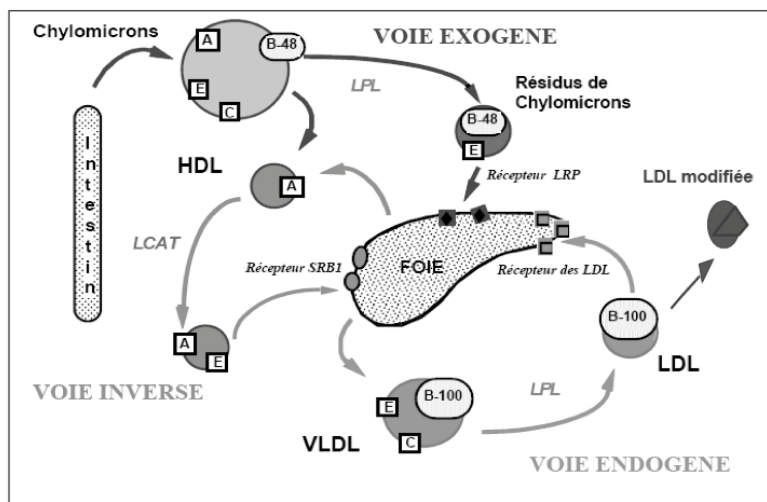 Chylomicrons
A
B-48
E
C
VOIE EXOGENE
LPL
Résidus de
Chylomicrons
B-48
E
Intestin
HDL
A
Récepteur LRP
LDL modifiée
LCAT
Récepteur SRB1
FOIE
Récepteur des LDL
A
E
B-100
LDL
VOIE INVERSE
E
B-100
C
VLDL
LPL
VOIE ENDOGENE